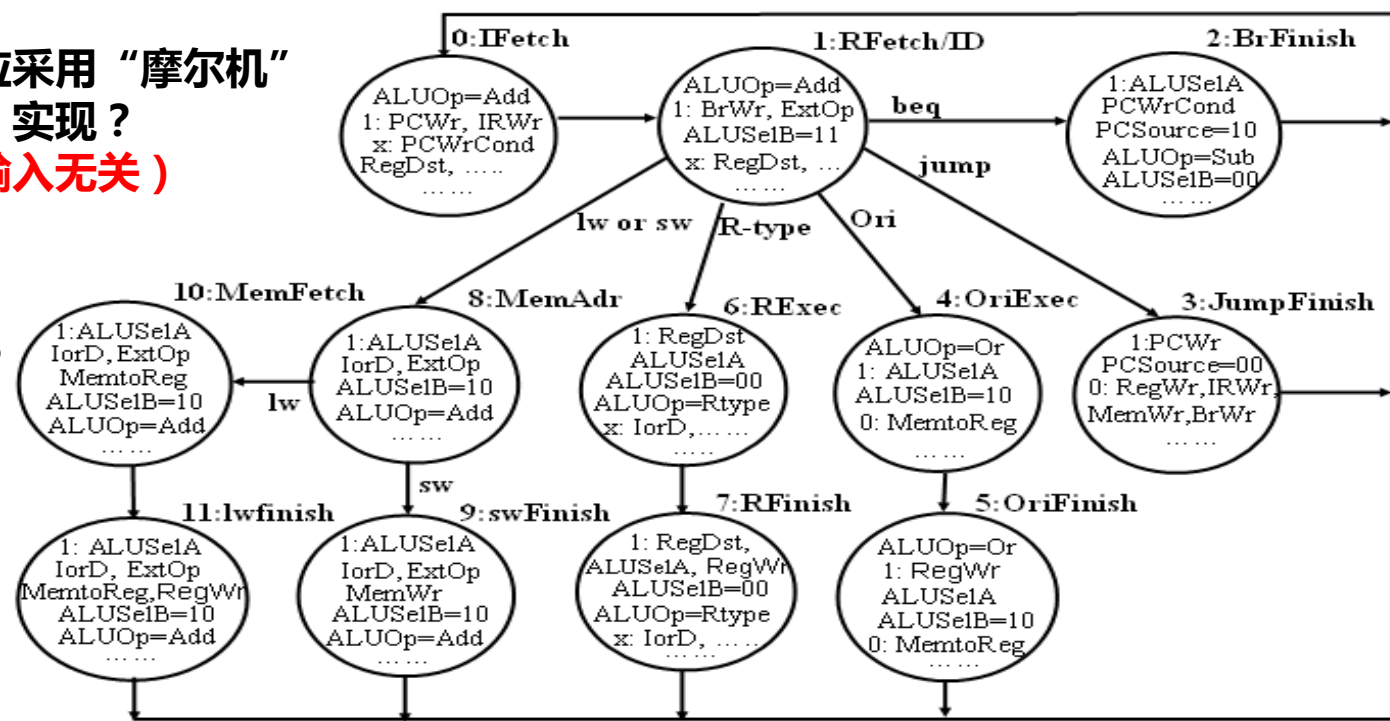 应采用“摩尔机”
实现？
输入无关）
0:IFetch
ALUOp=Add
1: PCWr, IRWr
x: PCWrCond
RegDst, .....
……
1:RFetch/ID
ALUOp=Add
1: BrWr, ExtOp
ALUSelB=11
x: RegDst, …
……
2:BrFinish
1:ALUSelA
PCWrCond
PCSource=10
ALUOp=Sub
ALUSelB=00
……
beq
jump
Ori
R-type
lw or sw
10:MemFetch
1:ALUSelA
IorD,ExtOp
MemtoReg
ALUSelB=10
ALUOp=Add
……
8:MemAdr
1:ALUSelA
IorD,ExtOp
ALUSelB=10
ALUOp=Add
……
6:RExec
1: RegDst
ALUSelA
ALUSelB=00
ALUOp=Rtype
x: IorD,……
……
4:OriExec
ALUOp=Or
1: ALUSelA
ALUSelB=10
0: MemtoReg
……
3:JumpFinish
1:PCWr
PCSource=00
0: RegWr,IRWr,
MemWr,BrWr
……
lw
sw
11:lwfinish
1: ALUSelA
IorD, ExtOp
MemtoReg,RegWr
ALUSelB=10
ALUOp=Add
……
9:swFinish
1:ALUSelA
IorD,ExtOp
MemWr
ALUSelB=10
ALUOp=Add
……
7:RFinish
1: RegDst,
ALUSelA, RegWr
ALUSelB=00
ALUOp=Rtype
x: IorD, …..
……
5:OriFinish
ALUOp=Or
1: RegWr
ALUSelA
ALUSelB=10
0: MemtoReg
……